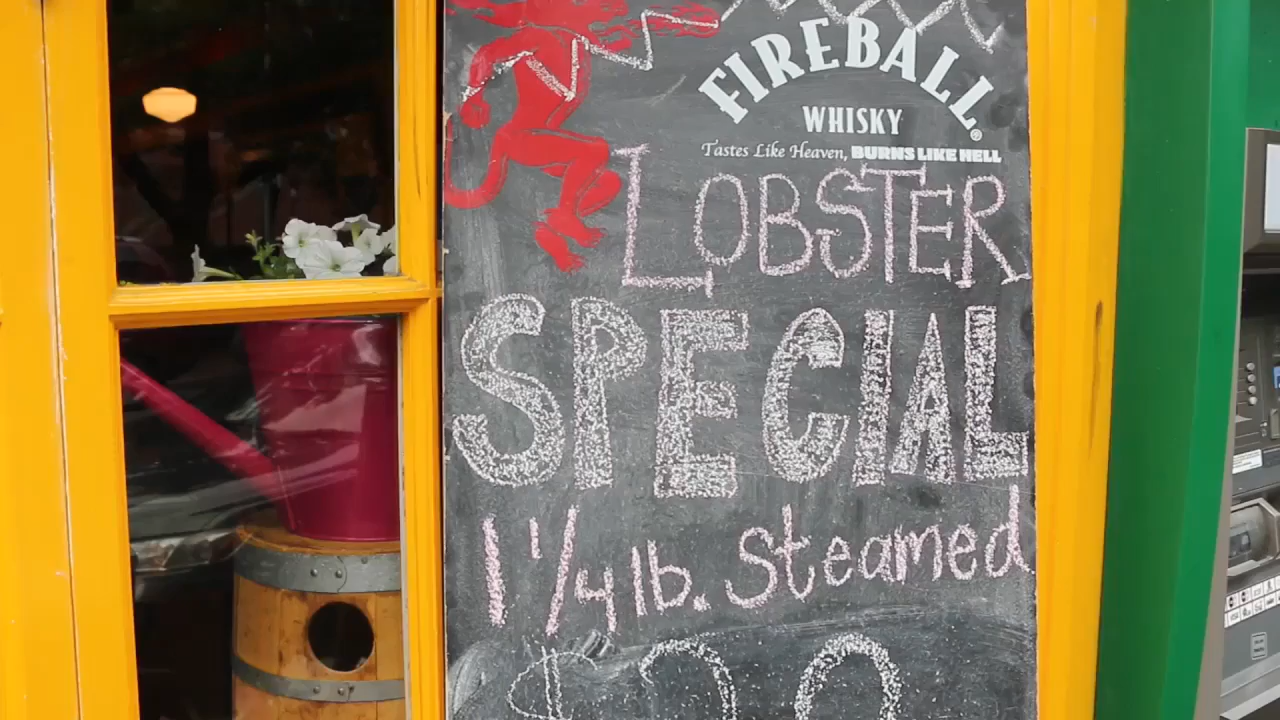 FIREBALL
WHISKY
Tastes Like Heaven, BURNS LIKE HELL
LOBSTER
SPECIAL
1 1/4 lb. Steamed
$